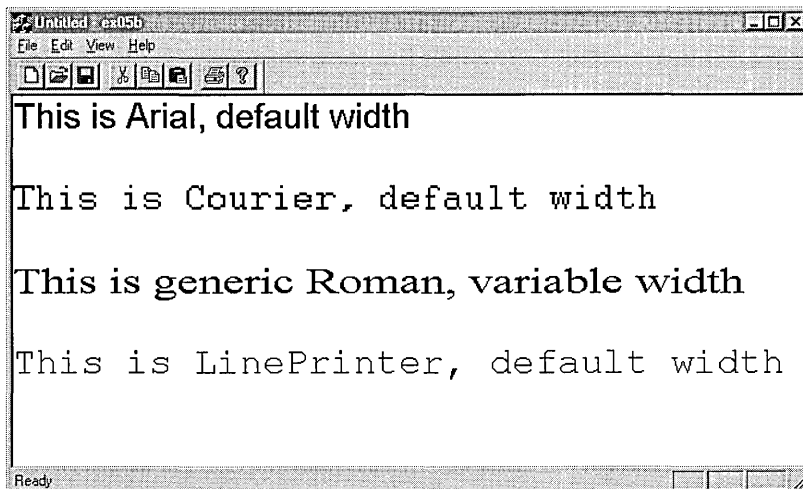 Untitled - ex05b
File Edit View Help
This is Arial, default width
This is Courier, default width
This is generic Roman, variable width
This is LinePrinter, default width
Ready